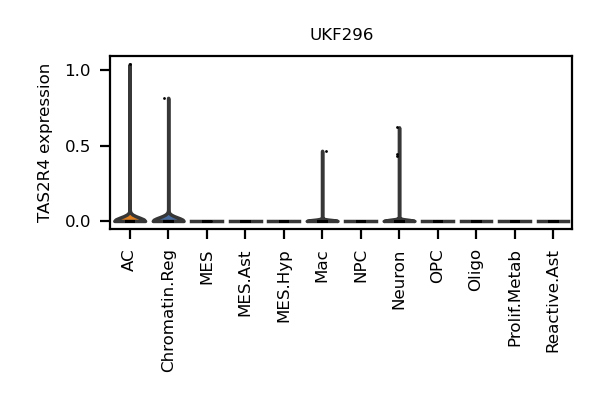 UKF296
TAS2R4 expression
1.0
0.5
0.0
AC
Chromatin.Reg
MES
MES.Ast
MES.Hyp
Mac
NPC
Neuron
OPC
Oligo
Prolif.Metab
Reactive.Ast